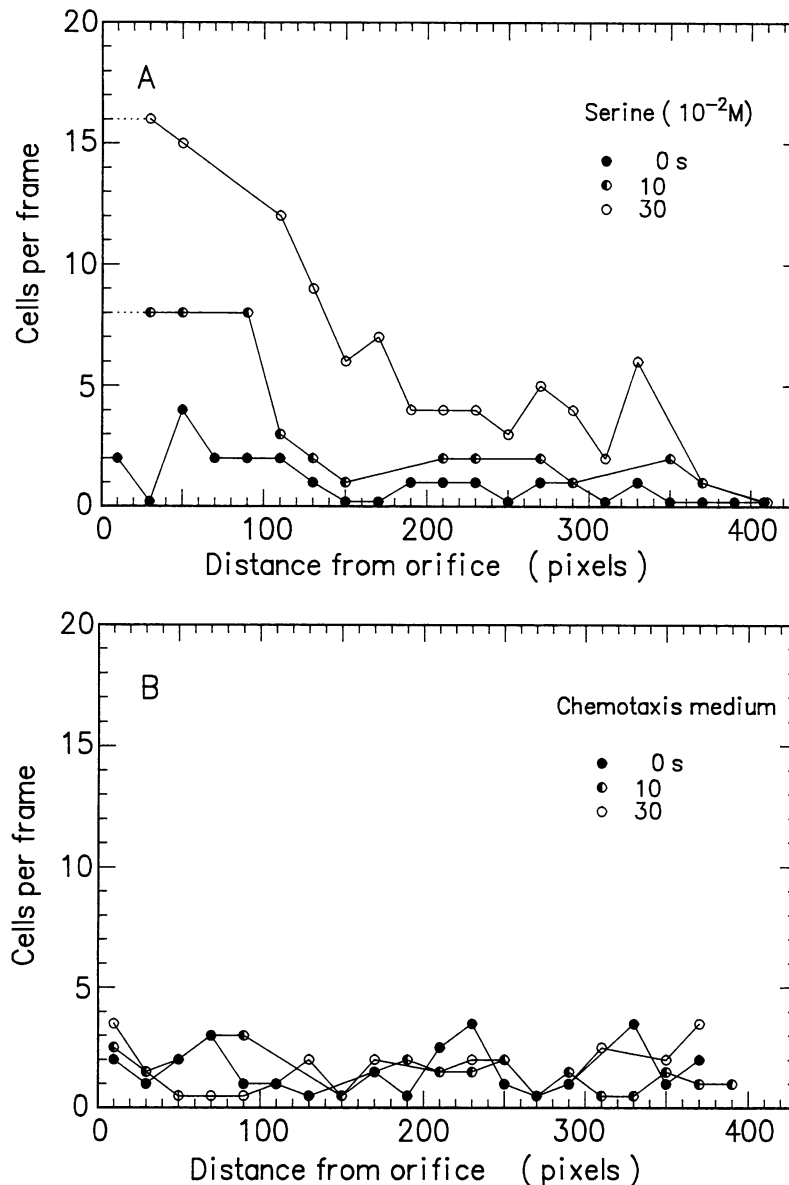 20
A
Serine ( 10⁻²M)
0 s
10
30
15
10
5
0
Cells per frame
0 100 200 300 400
Distance from orifice ( pixels)
20
B
Chemotaxis medium
0 s
10
30
15
10
5
0
Cells per frame
0 100 200 300 400
Distance from orifice ( pixels)